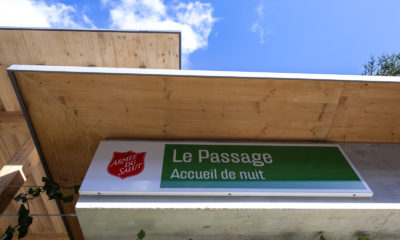 ARMÉE
DU
SALUT
Le Passage
Accueil de nuit